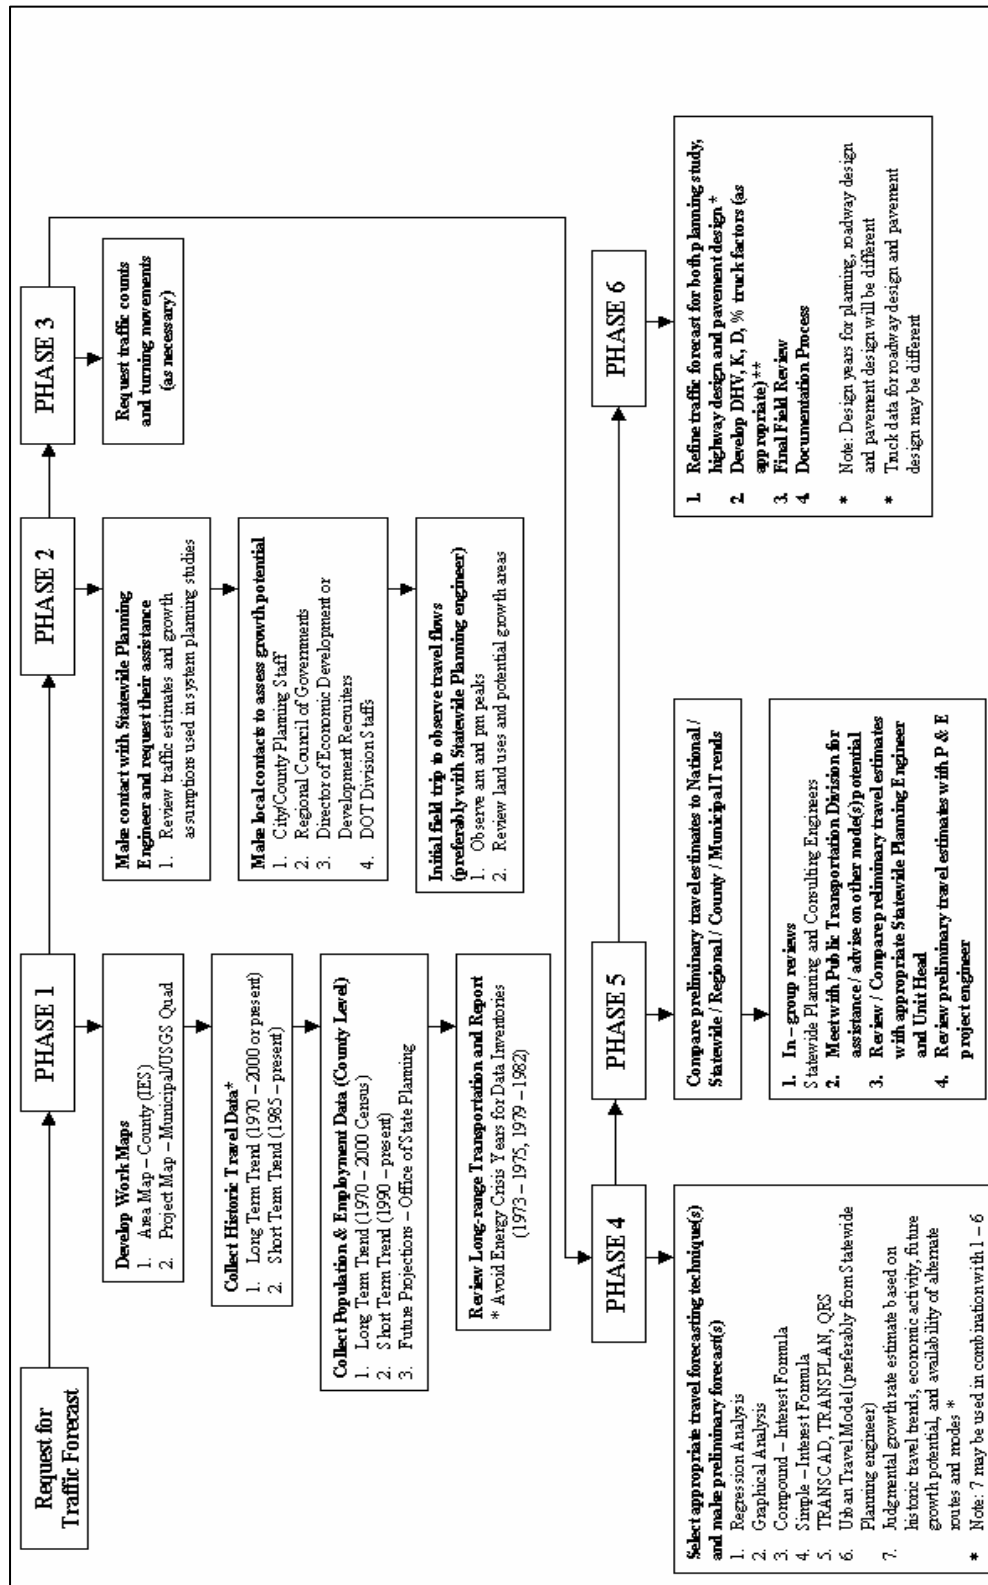 Request for
Traffic Forecast
PHASE 1
Develop Work Maps
1. Area Map – County (IES)
2. Project Map – Municipal/USGS Quad
Collect Historic Travel Data*
1. Long Term Trend (1970 – 2000 or present)
2. Short Term Trend (1985 – present)
Collect Population & Employment Data (County Level)
1. Long Term Trend (1970 – 2000 Census)
2. Short Term Trend (1990 – present)
3. Future Projections – Office of State Planning
Review Long-range Transportation and Report
* Avoid Energy Crisis Years for Data Inventories
(1973 – 1975, 1979 – 1982)
PHASE 2
Make contact with Statewide Planning
Engineer and request their assistance
1. Review traffic estimates and growth
assumptions used in system planning studies
Make local contacts to assess growth potential
1. City/County Planning Staff
2. Regional Council of Governments
3. Director of Economic Development or
Development Recruiters
4. DOT Division Staffs
Initial field trip to observe travel flows
(preferably with Statewide Planning engineer)
1. Observe am and pm peaks
2. Review land uses and potential growth areas
PHASE 3
Request traffic counts
and turning movements
(as necessary)
PHASE 4
Select appropriate travel forecasting technique(s)
and make preliminary forecast(s)
1. Regression Analysis
2. Graphical Analysis
3. Compound – Interest Formula
4. Simple – Interest Formula
5. TRANSCAD, TRANSPLAN, QRS
6. Urban Travel Model (preferably from Statewide
Planning engineer)
7. Judgmental growth rate estimate based on
historic travel trends, economic activity, future
growth potential, and availability of alternate
routes and modes *
* Note: 7 may be used in combination with 1 – 6
PHASE 5
Compare preliminary travel estimates to National /
Statewide / Regional / County / Municipal Trends
1. In – group reviews
Statewide Planning and Consulting Engineers
2. Meet with Public Transportation Division for
assistance / advise on other mode(s) potential
3. Review / Compare preliminary travel estimates
with appropriate Statewide Planning Engineer
and Unit Head
4. Review preliminary travel estimates with P & E
project engineer
PHASE 6
1. Refine traffic forecast for both planning study,
highway design and pavement design *
2. Develop DHV, K, D, % truck factors (as
appropriate) **
3. Final Field Review
4. Documentation Process
* Note: Design years for planning, roadway design
and pavement design will be different
* Truck data for roadway design and pavement
design may be different